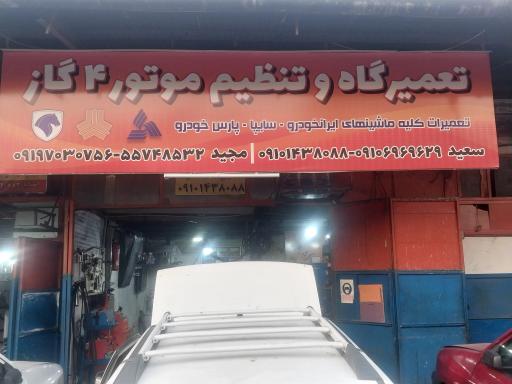 تعمیرگاه و تنظیم موتور ۴ گاز
تعمیرات کلیه ماشینهای ایرانخودرو - سایپا - پارس خودرو
سعید ۰۹۱۰۶۹۶۹۶۲۹-۰۹۱۰۱۴۳۸۰۸۸ | مجید ۵۵۷۴۸۵۳۲-۰۹۱۹۷۰۳۰۷۵۶
۰۹۱۰۱۴۳۸۰۸۸